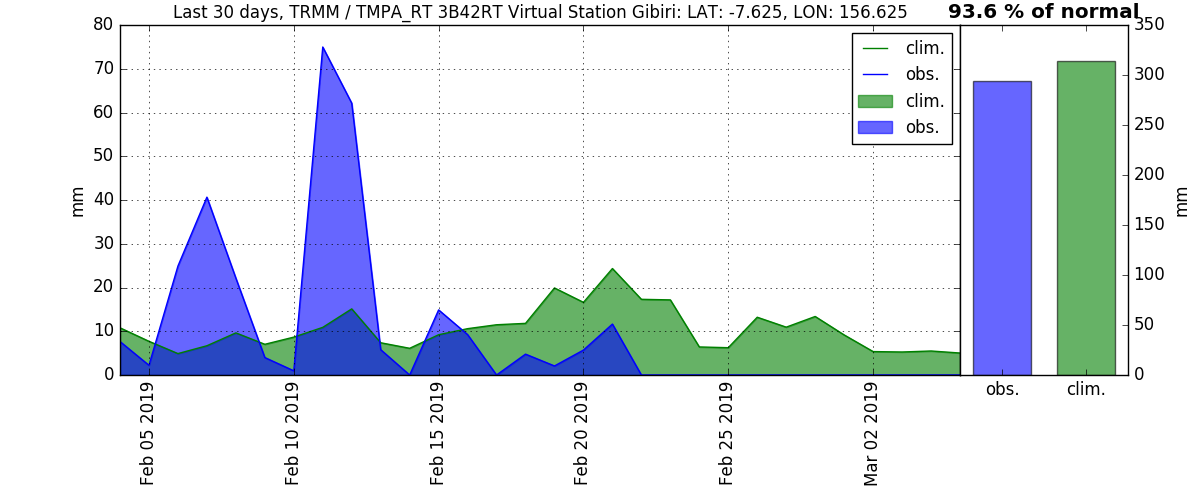 Last 30 days, TRMM / TMPA_RT 3B42RT Virtual Station Gibiri: LAT: -7.625, LON: 156.625
93.6 % of normal
80
70
60
50
40
30
20
10
0
mm
clim.
obs.
clim.
obs.
Feb 05 2019
Feb 10 2019
Feb 15 2019
Feb 20 2019
Feb 25 2019
Mar 02 2019
350
300
250
200
150
100
50
0
mm
obs.
clim.